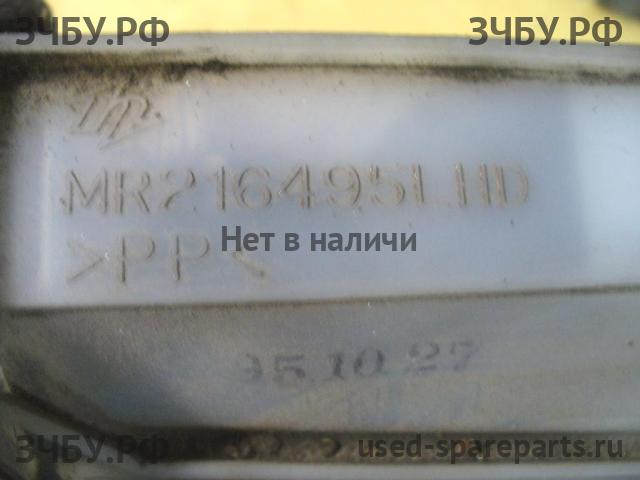 ЗЧБУ.РФ ЗЧБУ.РФ
MR216495LHD
Нет в наличи
>PP<
95.10.27
ЗЧБУ.РФ used-spareparts.ru